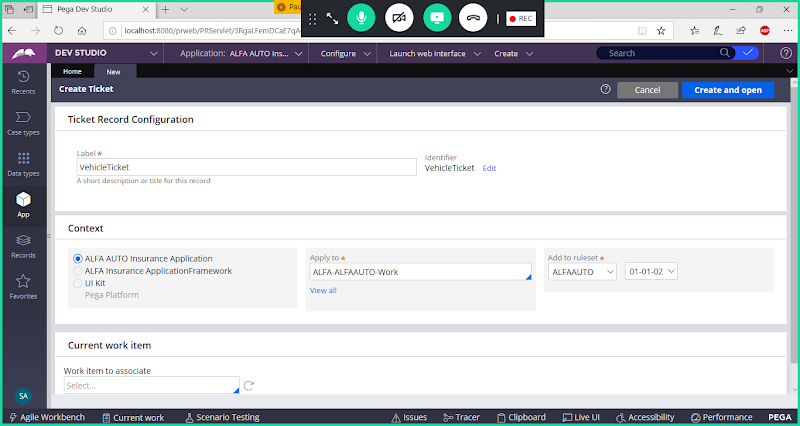 Pega Dev Studio
Pau
localhost:8080/prweb/PRServlet/
REC
DEV STUDIO
Application: ALFA AUTO Ins...
Configure
Launch web interface
Create
Search
Home
New
Recents
Create Ticket
Cancel
Create and open
Case types
Ticket Record Configuration
Label*
Identifier
VehicleTicket
VehicleTicket Edit
A short description or title for this record
Data types
App
Context
Records
ALFA AUTO Insurance Application
ALFA Insurance ApplicationFramework
UI Kit
Pega Platform
Apply to *
ALFA-ALFAAUTO-Work
View all
Add to ruleset *
ALFAAUTO
01-01-02
Favorites
Current work item
Work item to associate
Select...
SA
Agile Workbench
Current work
Scenario Testing
Issues
Tracer
Clipboard
Live UI
Accessibility
Performance
PEGA